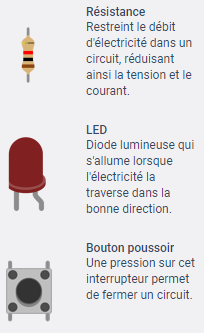 Résistance
Restreint le débit
d'électricité dans un
circuit, réduisant
ainsi la tension et le
courant.
LED
Diode lumineuse qui
s'allume lorsque
l'électricité la
traverse dans la
bonne direction.
Bouton poussoir
Une pression sur cet
interrupteur permet
de fermer un circuit.